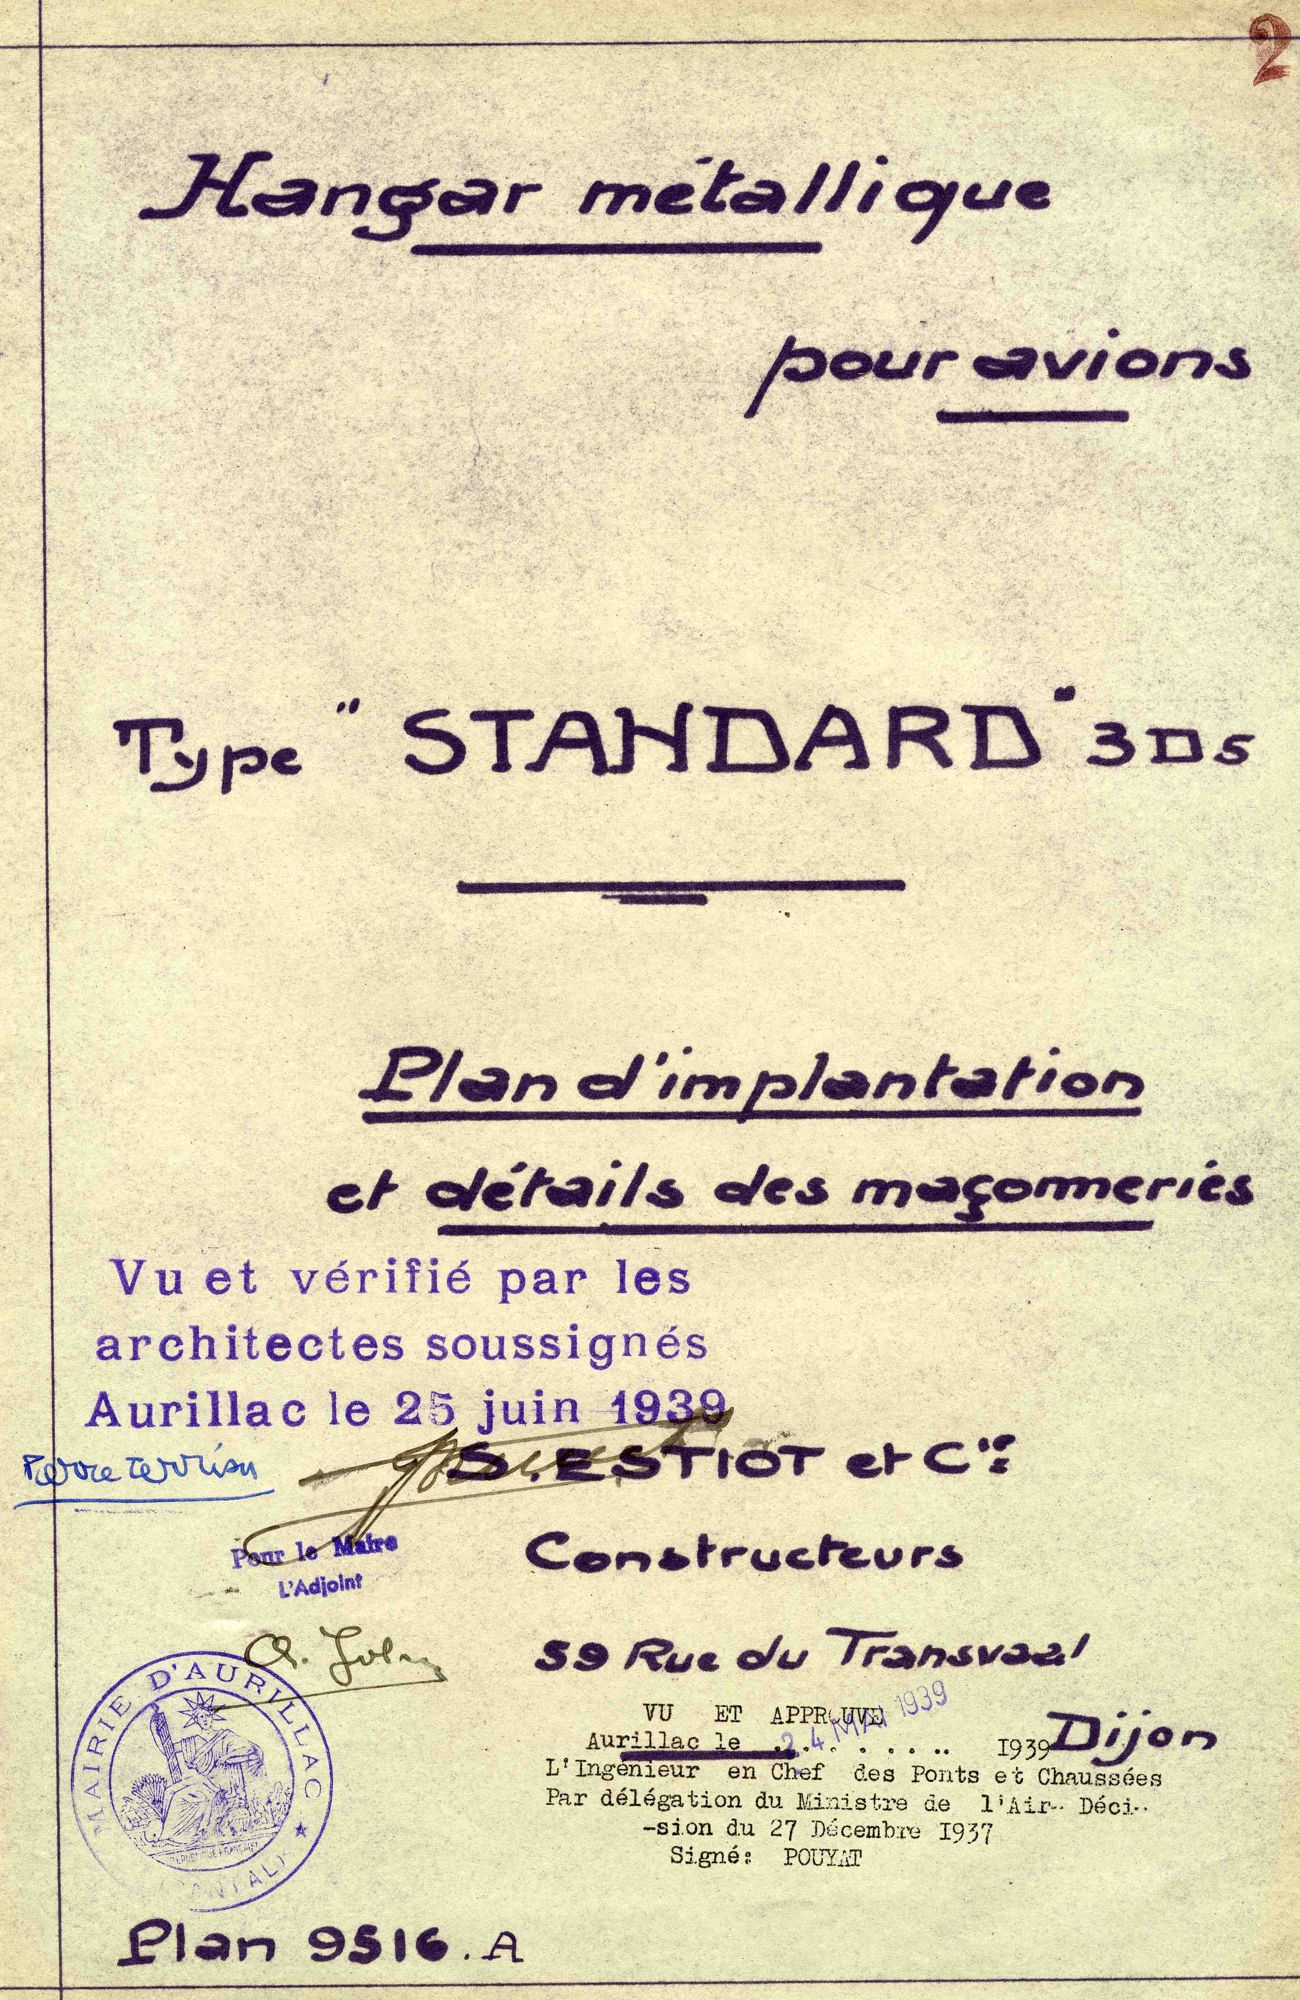 2
Hangar métallique
pour avions
Type "STANDARD" 3D5
Plan d'implantation
et détails des maçonneries
Vu et vérifié par les
architectes soussignés
Aurillac le 25 juin 1939
S. ESTIOT et Cie:
Pour le Maire
L'Adjoint
Constructeurs
59 Rue du Transvaal
Dijon
VU ET APPROUVE
Aurillac le ........ 1939
24 MAI 1939
L'Ingénieur en Chef des Ponts et Chaussées
Par délégation du Ministre de l'Air- Déci-
-sion du 27 Décembre 1937
Signé: POUYAT
MAIRIE D'AURILLAC
RÉPUBLIQUE FRANÇAISE
(CANTAL)
Plan 9516.A